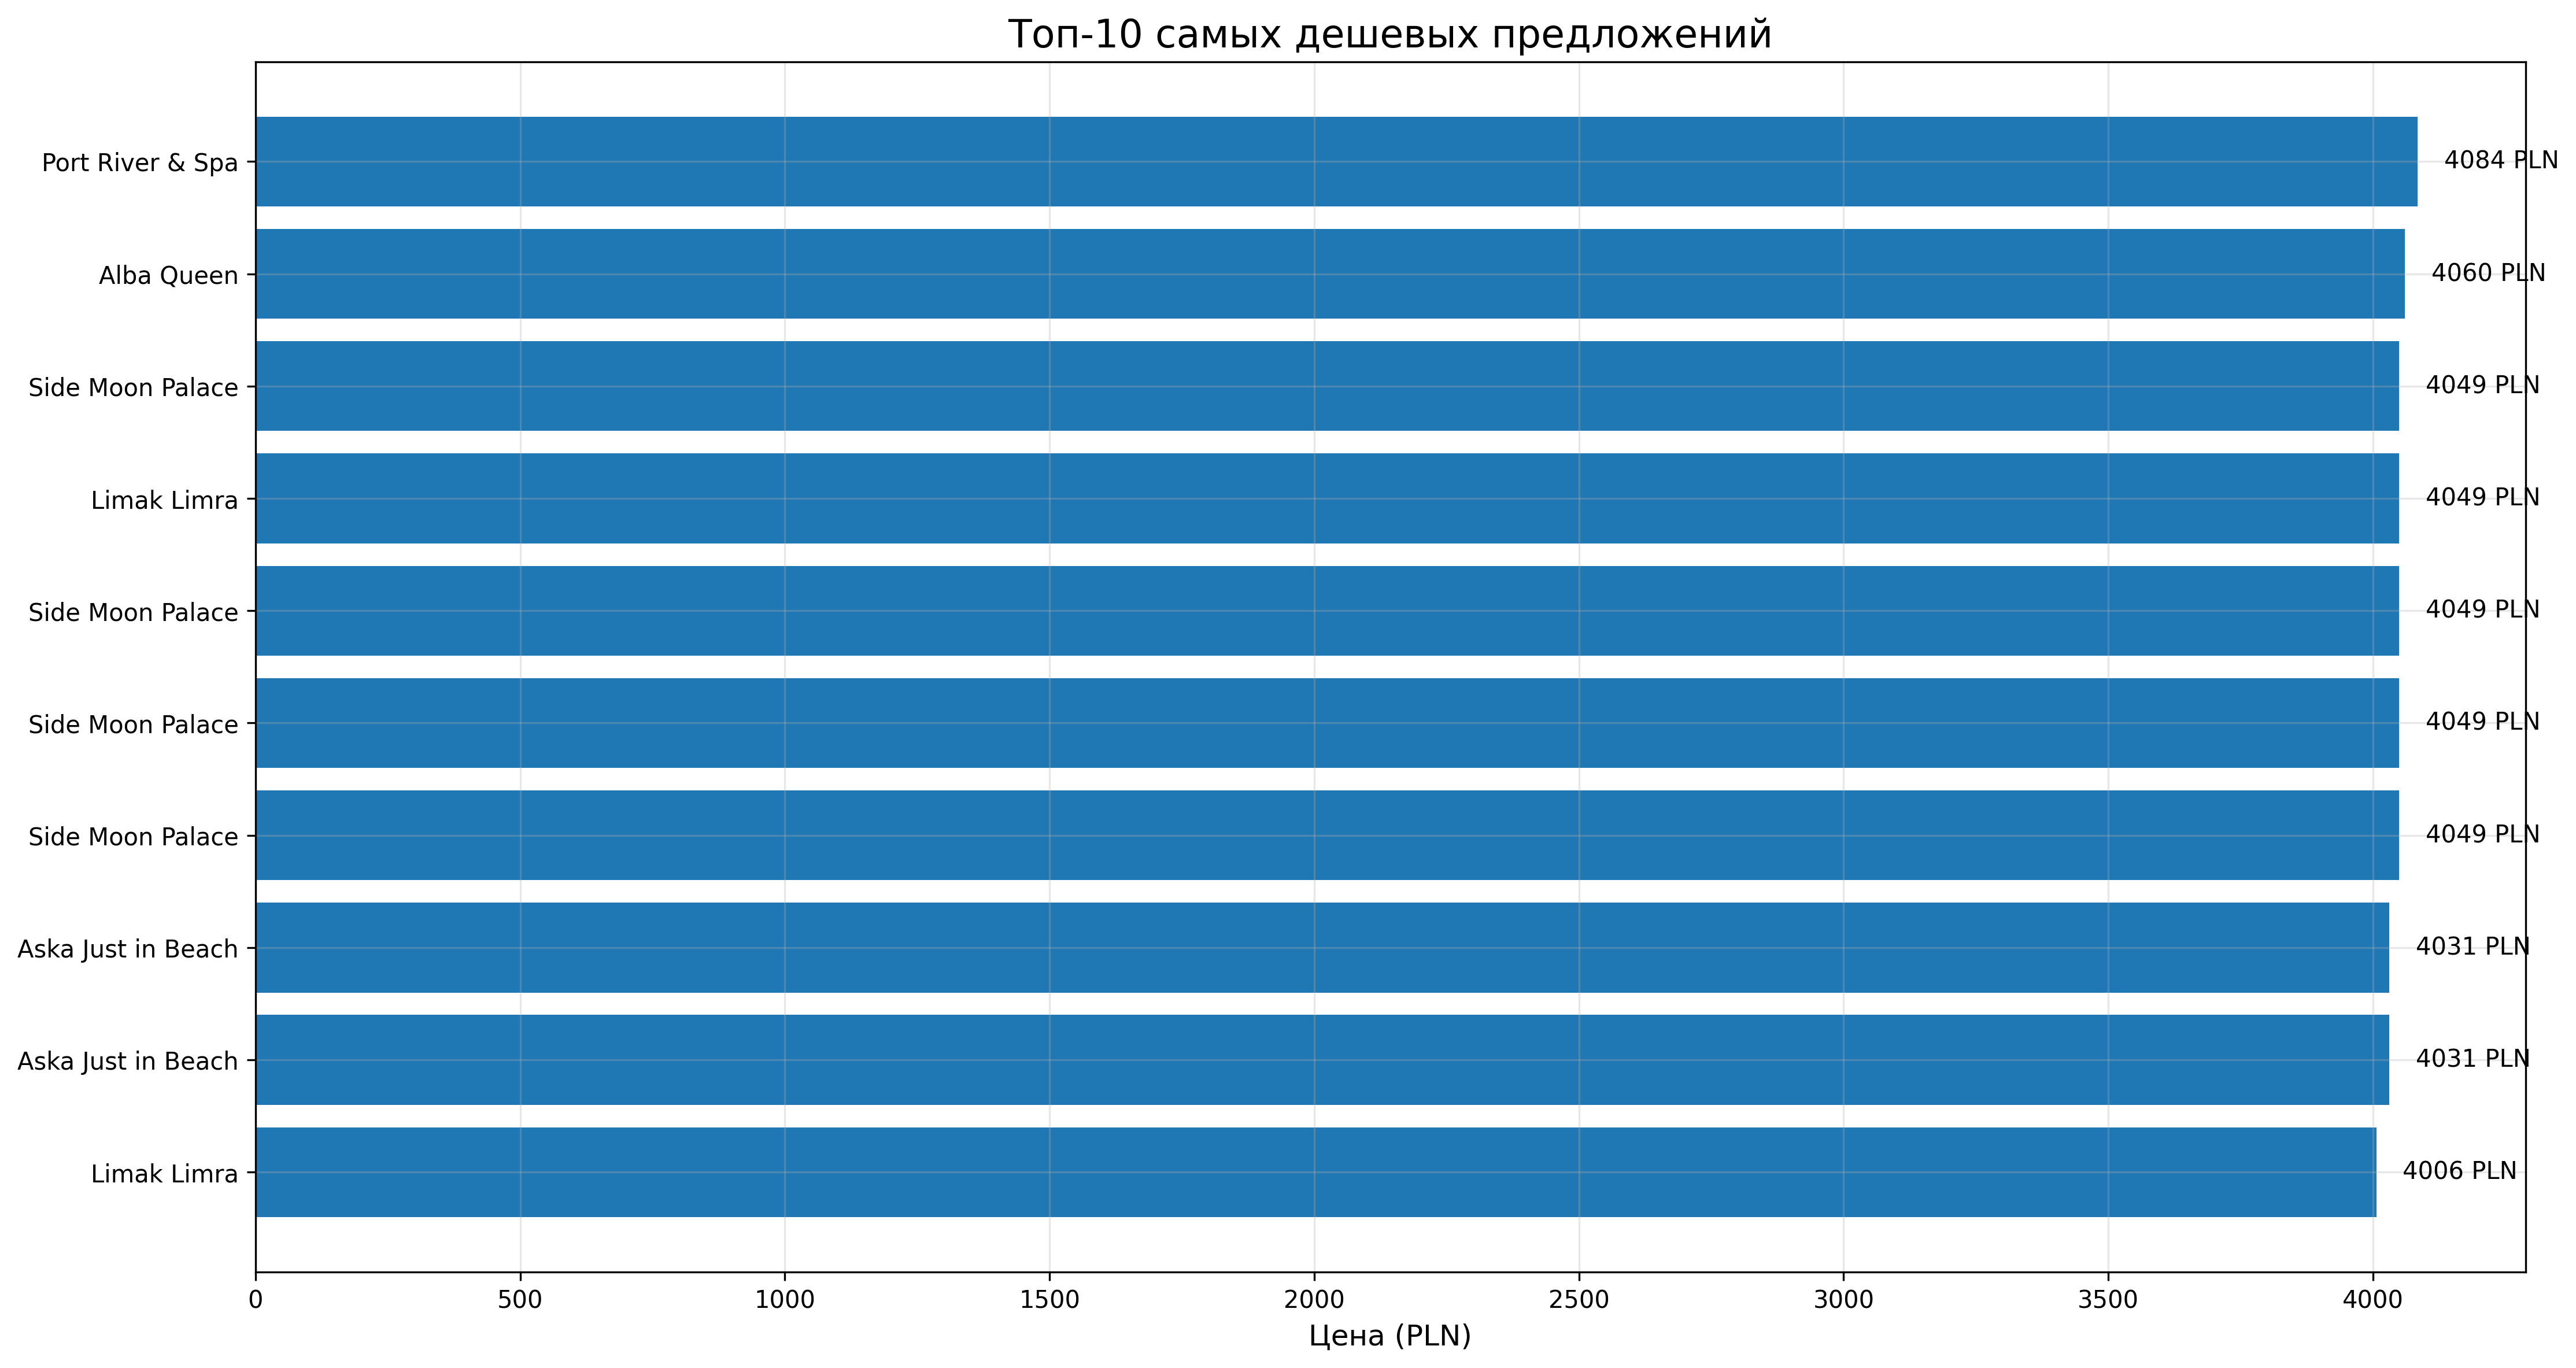 Топ-10 самых дешевых предложений
Port River & Spa 4084 PLN
Alba Queen 4060 PLN
Side Moon Palace 4049 PLN
Limak Limra 4049 PLN
Side Moon Palace 4049 PLN
Side Moon Palace 4049 PLN
Side Moon Palace 4049 PLN
Aska Just in Beach 4031 PLN
Aska Just in Beach 4031 PLN
Limak Limra 4006 PLN
0 500 1000 1500 2000 2500 3000 3500 4000
Цена (PLN)